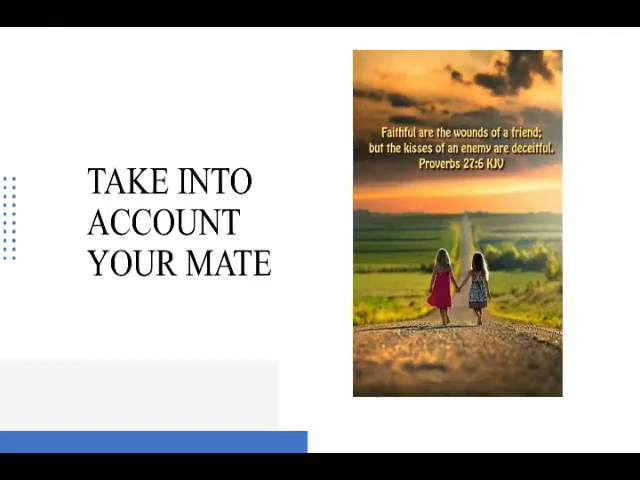 TAKE INTO
ACCOUNT
YOUR MATE
Faithful are the wounds of a friend;
but the kisses of an enemy are deceitful.
Proverbs 27:6 KJV